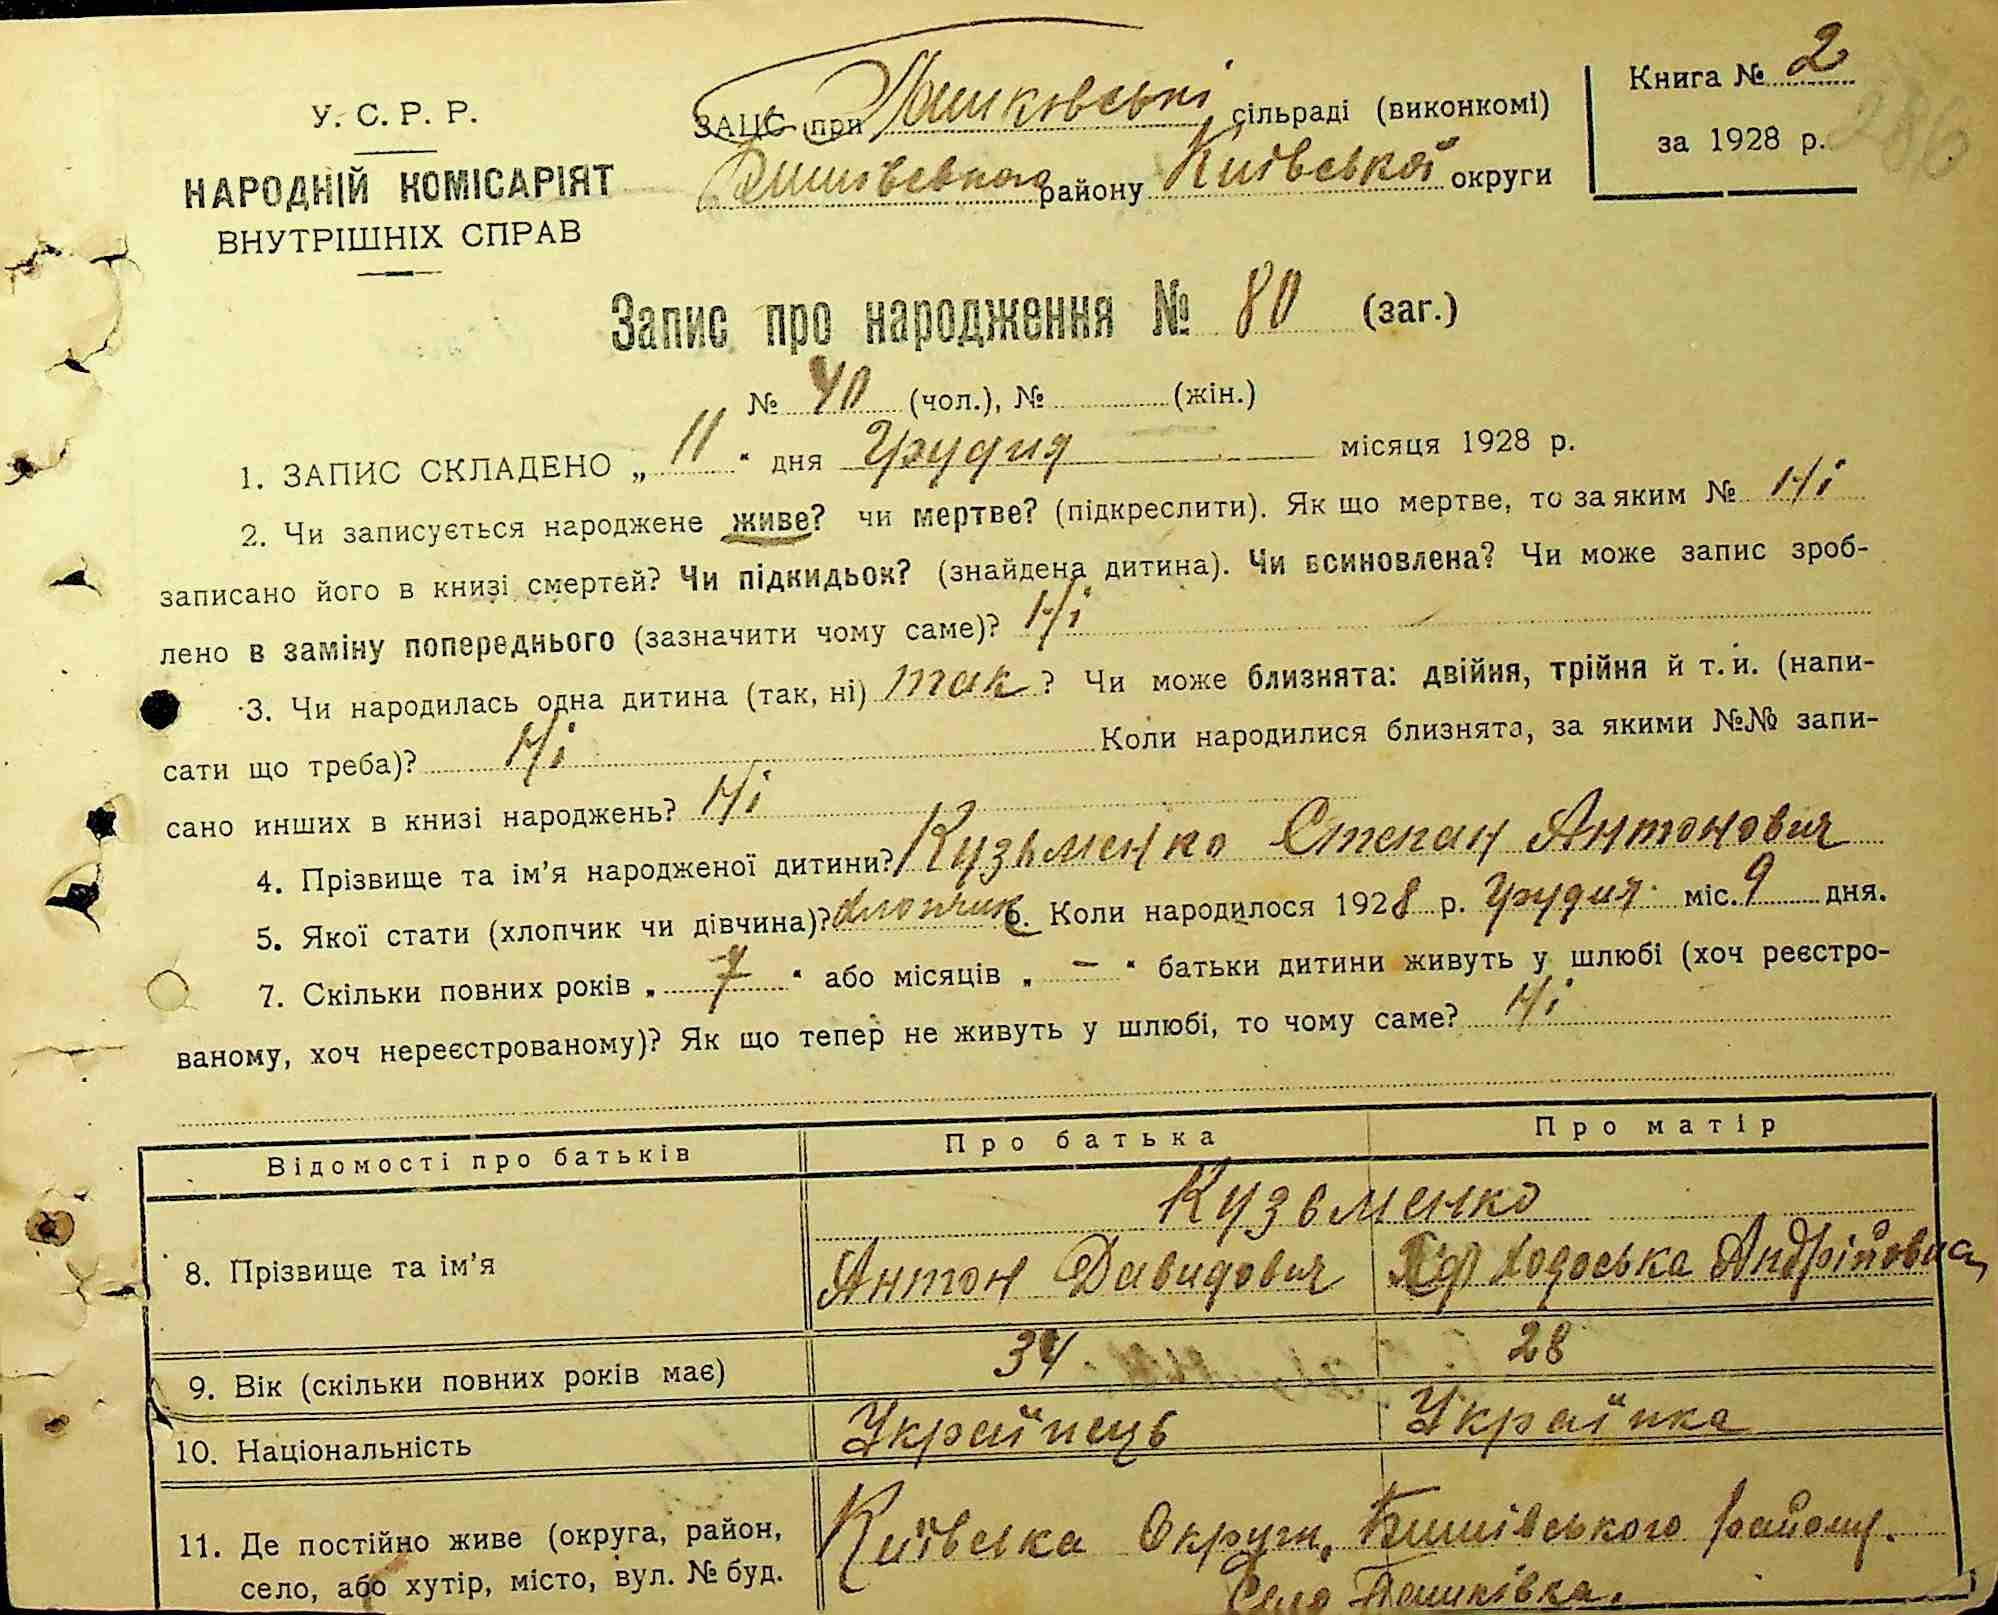 У. С. Р. Р.
НАРОДНІЙ КОМІСАРІЯТ
ВНУТРІШНІХ СПРАВ
ЗАЦС при Пашковській сільраді (виконкомі)
Бишівського району Київської округи
Книга № 2
за 1928 р.
286
Запис про народження № 80 (заг.)
№ 40 (чол.), № (жін.)
1. ЗАПИС СКЛАДЕНО „ 11 “ дня Грудня місяця 1928 р.
2. Чи записується народжене живе? чи мертве? (підкреслити). Як що мертве, то за яким № Ні
записано його в книзі смертей? Чи підкидьок? (знайдена дитина). Чи всиновлена? Чи може запис зроб-
лено в заміну попереднього (зазначити чому саме)? Ні
3. Чи народилась одна дитина (так, ні) так ? Чи може близнята: двійня, трійня й т. и. (напи-
сати що треба)? Ні Коли народилися близнята, за якими №№ запи-
сано инших в книзі народжень? Ні
4. Прізвище та ім'я народженої дитини? Кузьменко Степан Антонович
5. Якої стати (хлопчик чи дівчина)? Хлопчик 6. Коли народилося 1928 р. Грудня міс. 9 дня.
7. Скільки повних років „ 7 “ або місяців „ — “ батьки дитини живуть у шлюбі (хоч реєстро-
ваному, хоч нереєстрованому)? Як що тепер не живуть у шлюбі, то чому саме? Ні
Відомості про батьків Про батька Про матір
Кузьменко
8. Прізвище та ім'я Антон Давидович Ходоська Андріївна
9. Вік (скільки повних років має) 34 28
10. Національність Українець Українка
11. Де постійно живе (округа, район, Київська Округи, Бишівського району.
село, або хутір, місто, вул. № буд. Село Пашківка.